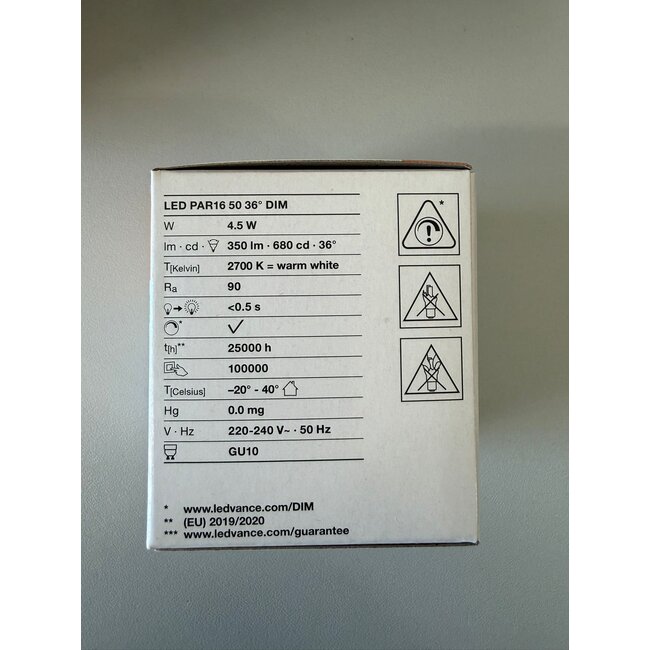 LED PAR16 50 36° DIM
W 4.5 W
lm · cd · 350 lm · 680 cd · 36°
T[Kelvin] 2700 K = warm white
Ra 90
<0.5 s
*
t[h]** 25000 h
100000
T[Celsius] –20° - 40°
Hg 0.0 mg
V · Hz 220-240 V~ · 50 Hz
GU10
*
* www.ledvance.com/DIM
** (EU) 2019/2020
*** www.ledvance.com/guarantee